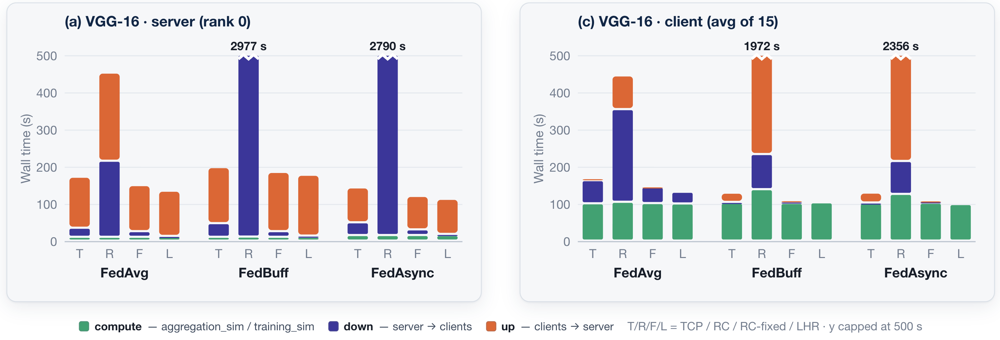 (a) VGG-16 · server (rank 0)
2977 s
2790 s
500
400
300
200
100
0
Wall time (s)
T R F L T R F L T R F L
FedAvg FedBuff FedAsync
(c) VGG-16 · client (avg of 15)
1972 s
2356 s
500
400
300
200
100
0
Wall time (s)
T R F L T R F L T R F L
FedAvg FedBuff FedAsync
compute — aggregation_sim / training_sim down — server → clients up — clients → server T/R/F/L = TCP / RC / RC-fixed / LHR · y capped at 500 s